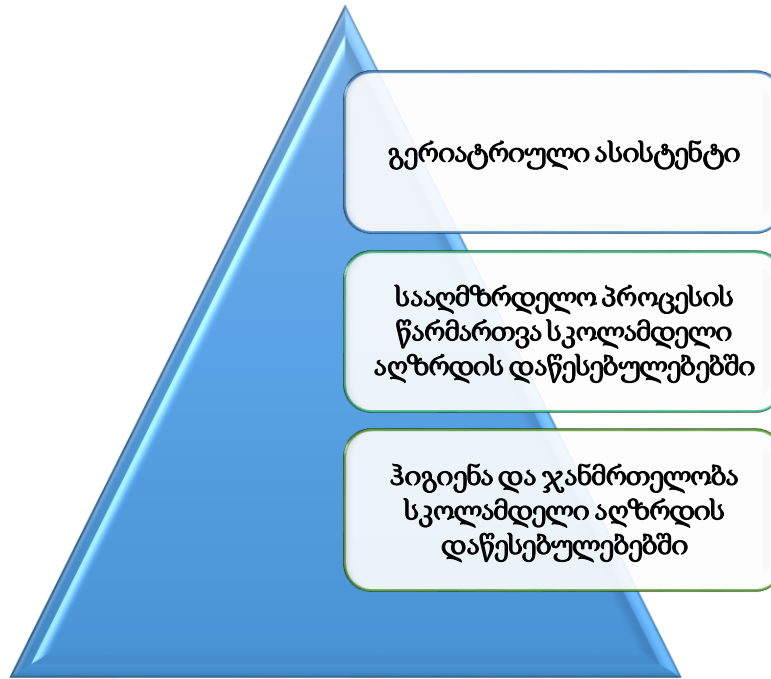 გერიატრიული ასისტენტი
სააღმზრდელო პროცესის
წარმართვა სკოლამდელი
აღზრდის დაწესებულებებში
ჰიგიენა და ჯანმრთელობა
სკოლამდელი აღზრდის
დაწესებულებებში